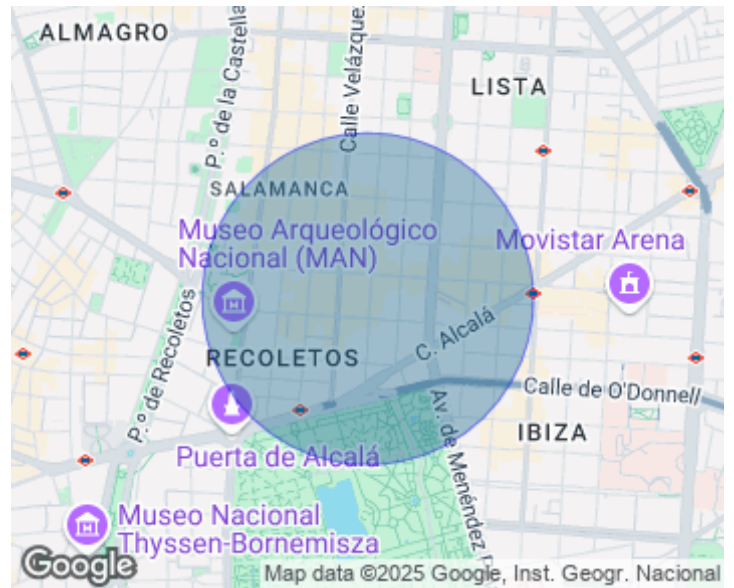 ALMAGRO
P.º de la Castella
Calle Velázquez
LISTA
SALAMANCA
Museo Arqueológico
Nacional (MAN)
Movistar Arena
P.º de Recoletos
RECOLETOS
C. Alcalá
Calle de O'Donnell
Av. de Menéndez
IBIZA
Puerta de Alcalá
Museo Nacional
Thyssen-Bornemisza
Google
Map data ©2025 Google, Inst. Geogr. Nacional